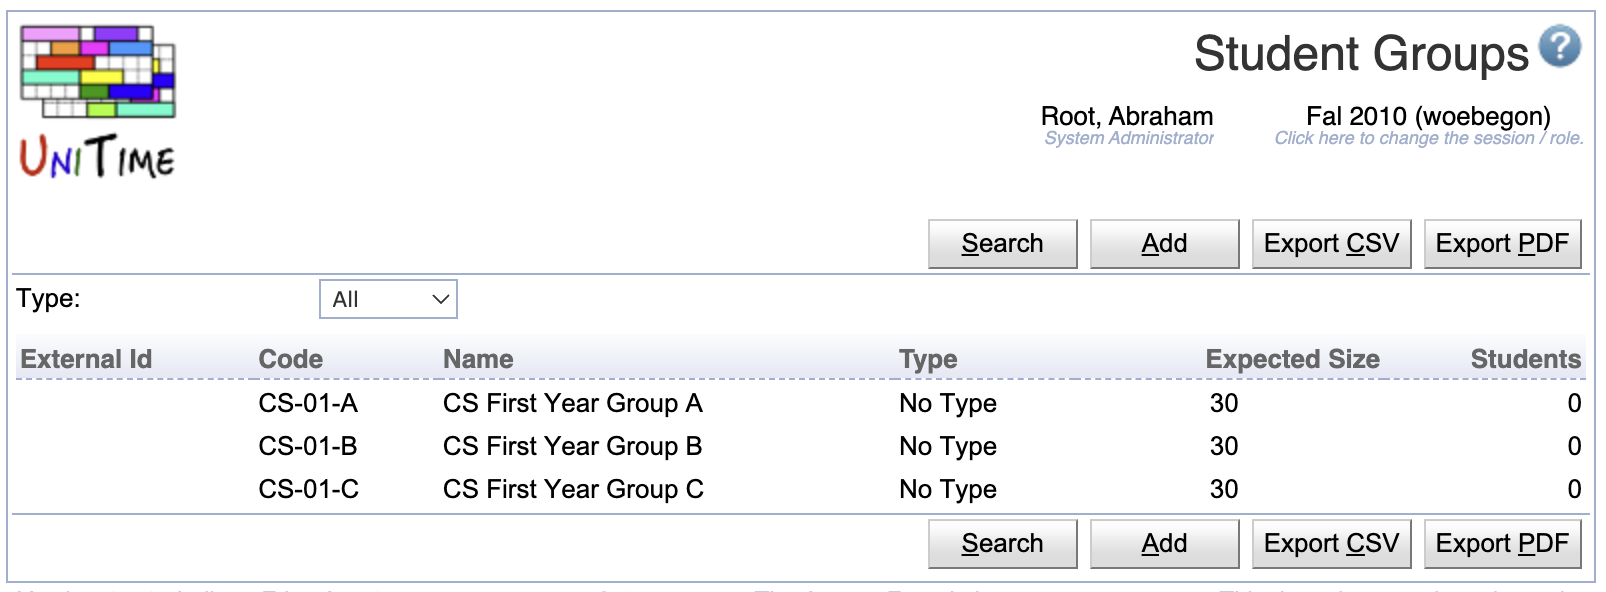 Student Groups ?
UniTime
Root, Abraham Fal 2010 (woebegon)
System Administrator Click here to change the session / role.
Search Add Export CSV Export PDF
Type: All
External Id Code Name Type Expected Size Students
CS-01-A CS First Year Group A No Type 30 0
CS-01-B CS First Year Group B No Type 30 0
CS-01-C CS First Year Group C No Type 30 0
Search Add Export CSV Export PDF